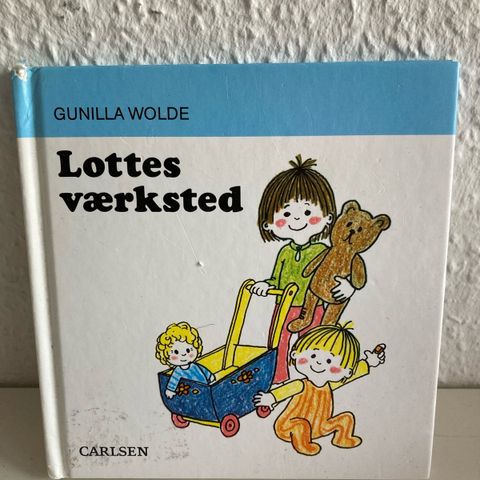 GUNILLA WOLDE
Lottes
værksted
CARLSEN